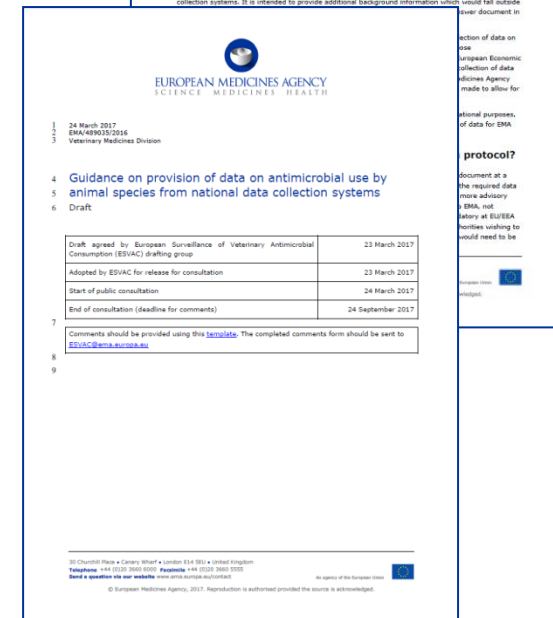 collection systems. It is intended to provide additional background information which would fall outside
swer document in
ection of data on
ose
uropean Economic
ollection of data
edicines Agency
made to allow for
ational purposes,
of data for EMA
protocol?
document at a
the required data
more advisory
EMA, not
latory at EU/EEA
horities wishing to
would need to be
European Union
wledged.
EUROPEAN MEDICINES AGENCY
SCIENCE MEDICINES HEALTH
1 24 March 2017
2 EMA/489035/2016
3 Veterinary Medicines Division
4 Guidance on provision of data on antimicrobial use by
5 animal species from national data collection systems
6 Draft
Draft agreed by European Surveillance of Veterinary Antimicrobial Consumption (ESVAC) drafting group 23 March 2017
Adopted by ESVAC for release for consultation 23 March 2017
Start of public consultation 24 March 2017
End of consultation (deadline for comments) 24 September 2017
7
Comments should be provided using this template. The completed comments form should be sent to
ESVAC@ema.europa.eu
8
9
30 Churchill Place • Canary Wharf • London E14 5EU • United Kingdom
Telephone +44 (0)20 3660 6000 Facsimile +44 (0)20 3660 5555
Send a question via our website www.ema.europa.eu/contact
An agency of the European Union
© European Medicines Agency, 2017. Reproduction is authorised provided the source is acknowledged.